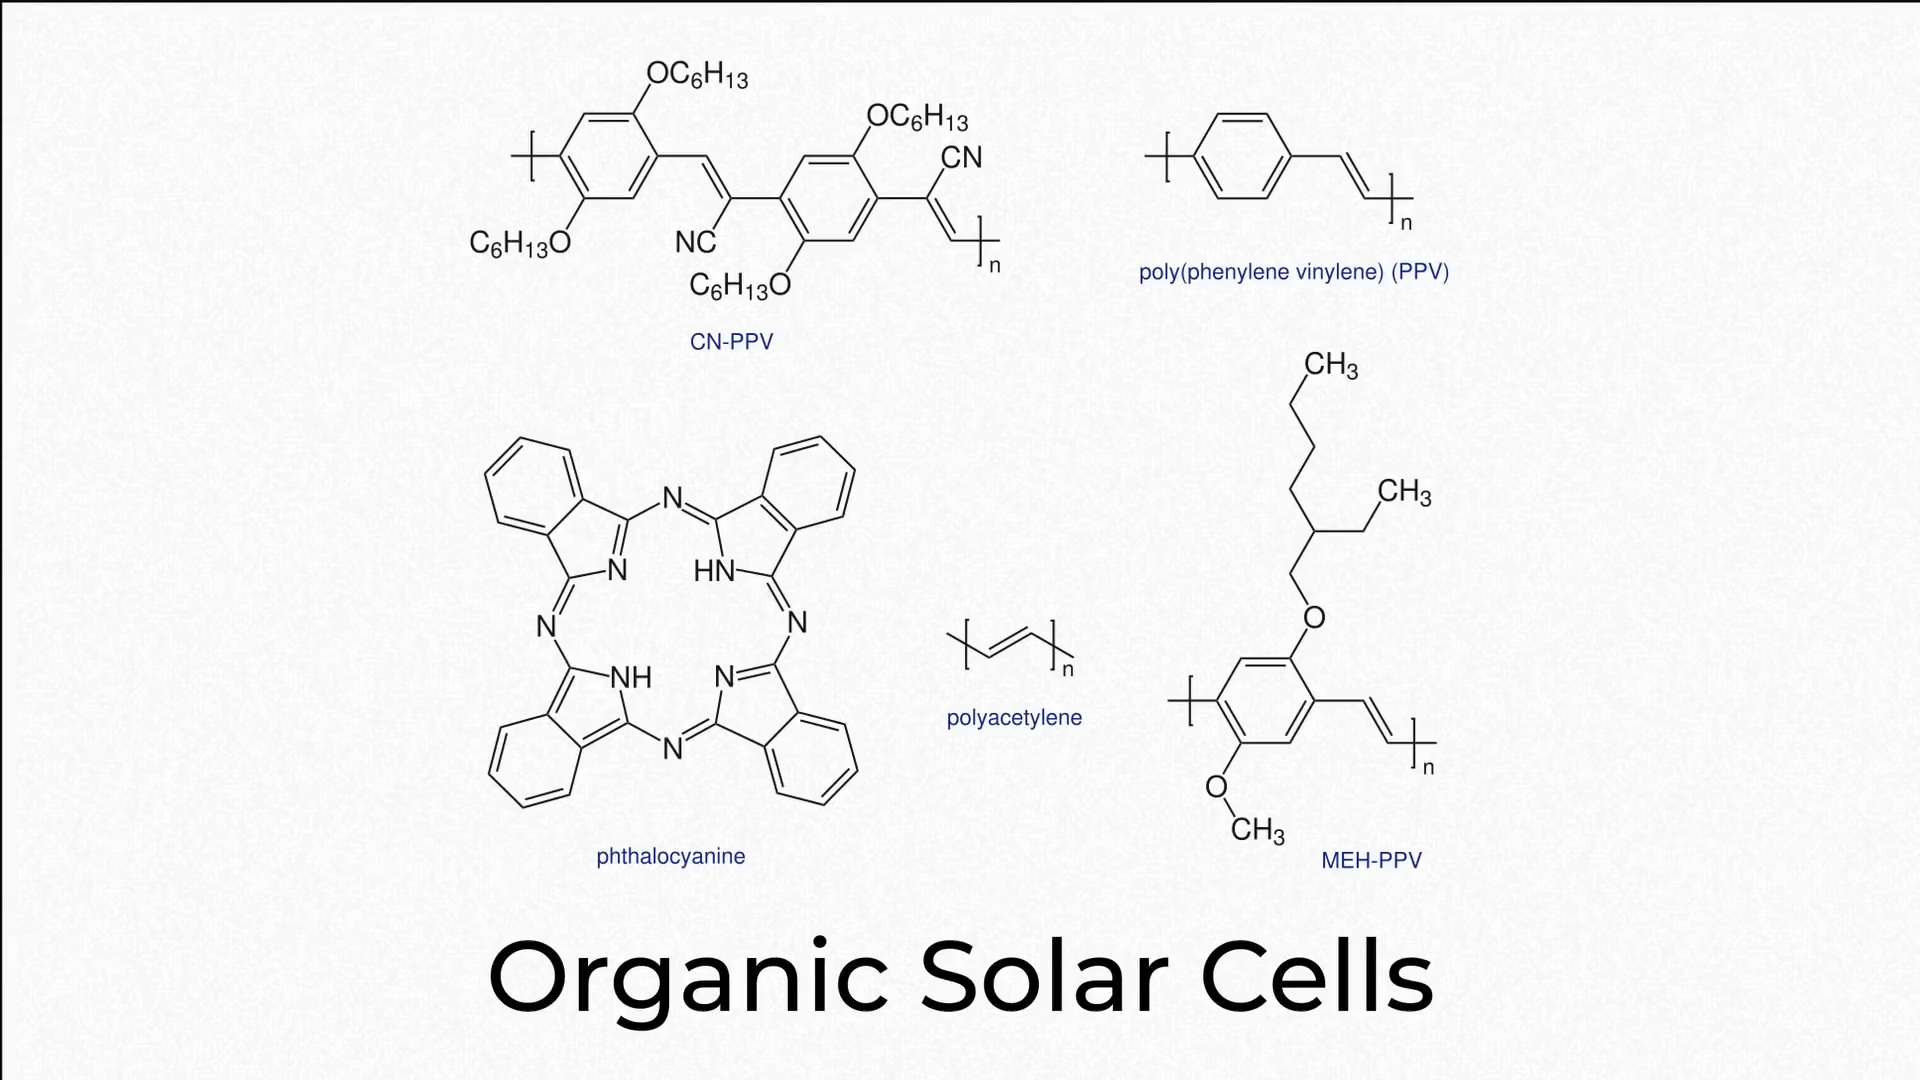 OC6H13
OC6H13
CN
C6H13O
NC
n
C6H13O
CN-PPV
n
poly(phenylene vinylene) (PPV)
N
N
HN
N
N
NH
N
N
phthalocyanine
n
polyacetylene
CH3
CH3
O
n
O
CH3
MEH-PPV
Organic Solar Cells